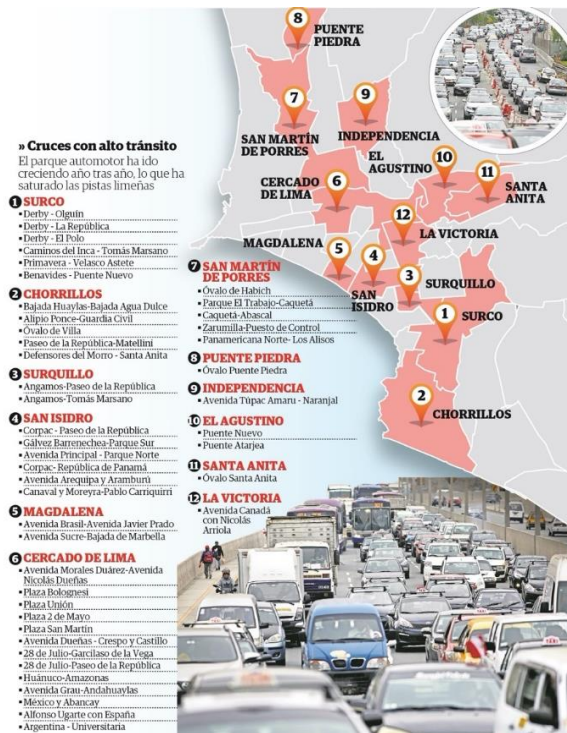 » Cruces con alto tránsito
El parque automotor ha ido
creciendo año tras año, lo que ha
saturado las pistas limeñas
1 SURCO
▪ Derby - Olguín
▪ Derby - La República
▪ Derby - El Polo
▪ Caminos del Inca - Tomás Marsano
▪ Primavera - Velasco Astete
▪ Benavides - Puente Nuevo
2 CHORRILLOS
▪ Bajada Huaylas-Bajada Agua Dulce
▪ Alipio Ponce-Guardia Civil
▪ Óvalo de Villa
▪ Paseo de la República-Matellini
▪ Defensores del Morro - Santa Anita
3 SURQUILLO
▪ Angamos-Paseo de la República
▪ Angamos-Tomás Marsano
4 SAN ISIDRO
▪ Corpac - Paseo de la República
▪ Gálvez Barrenechea-Parque Sur
▪ Avenida Principal - Parque Norte
▪ Corpac- República de Panamá
▪ Avenida Arequipa y Aramburú
▪ Canaval y Moreyra-Pablo Carriquirri
5 MAGDALENA
▪ Avenida Brasil-Avenida Javier Prado
▪ Avenida Sucre-Bajada de Marbella
6 CERCADO DE LIMA
▪ Avenida Morales Duárez-Avenida
Nicolás Dueñas
▪ Plaza Bolognesi
▪ Plaza Unión
▪ Plaza 2 de Mayo
▪ Plaza San Martín
▪ Avenida Dueñas - Crespo y Castillo
▪ 28 de Julio-Garcilaso de la Vega
▪ 28 de Julio-Paseo de la República
▪ Huánuco-Amazonas
▪ Avenida Grau-Andahuaylas
▪ México y Abancay
▪ Alfonso Ugarte con España
▪ Argentina - Universitaria
7 SAN MARTÍN
DE PORRES
▪ Óvalo de Habich
▪ Parque El Trabajo-Caquetá
▪ Caquetá-Abascal
▪ Zarumilla-Puesto de Control
▪ Panamericana Norte- Los Alisos
8 PUENTE PIEDRA
▪ Óvalo Puente Piedra
9 INDEPENDENCIA
▪ Avenida Túpac Amaru - Naranjal
10 EL AGUSTINO
▪ Puente Nuevo
▪ Puente Atarjea
11 SANTA ANITA
▪ Óvalo Santa Anita
12 LA VICTORIA
▪ Avenida Canadá
con Nicolás
Arriola
8
PUENTE
PIEDRA
7
SAN MARTÍN
DE PORRES
9
INDEPENDENCIA
EL
AGUSTINO
10
11
SANTA
ANITA
CERCADO
DE LIMA
6
12
LA VICTORIA
MAGDALENA
5
4
SAN
ISIDRO
3
SURQUILLO
1
SURCO
2
CHORRILLOS